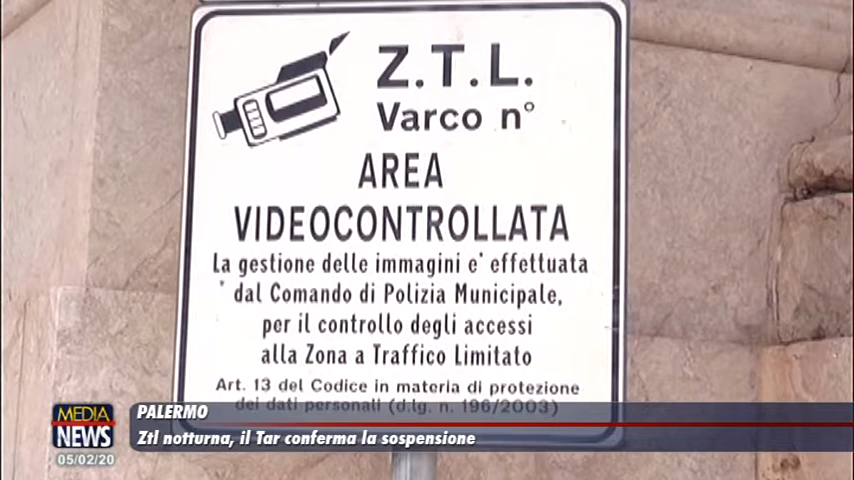 Z.T.L.
Varco n°
AREA
VIDEOCONTROLLATA
La gestione delle immagini e' effettuata
dal Comando di Polizia Municipale,
per il controllo degli accessi
alla Zona a Traffico Limitato
Art. 13 del Codice in materia di protezione
dei dati personali (d.lg. n. 196/2003)
MEDIA
NEWS
05/02/20
PALERMO
Ztl notturna, il Tar conferma la sospensione